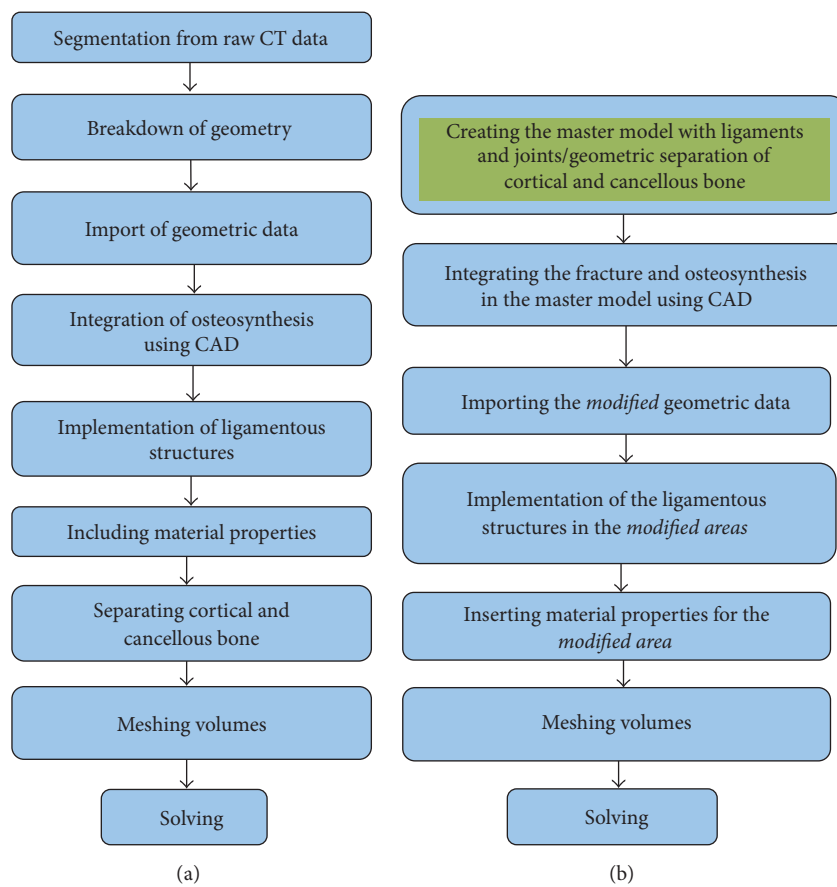 Segmentation from raw CT data
Breakdown of geometry
Import of geometric data
Integration of osteosynthesis
using CAD
Implementation of ligamentous
structures
Including material properties
Separating cortical and
cancellous bone
Meshing volumes
Solving
(a)
Creating the master model with ligaments
and joints/geometric separation of
cortical and cancellous bone
Integrating the fracture and osteosynthesis
in the master model using CAD
Importing the modified geometric data
Implementation of the ligamentous
structures in the modified areas
Inserting material properties for the
modified area
Meshing volumes
Solving
(b)